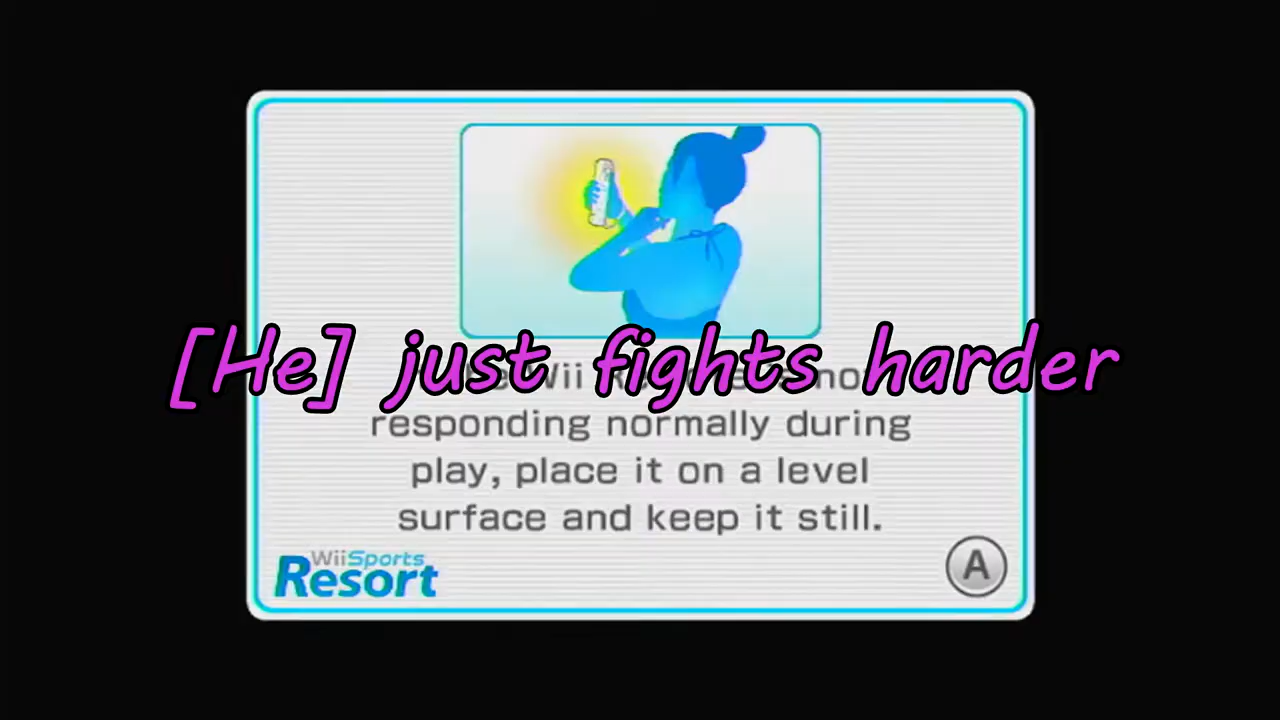 [He] just fights harder
Wii
responding normally during
play, place it on a level
surface and keep it still.
WiiSports
Resort
A